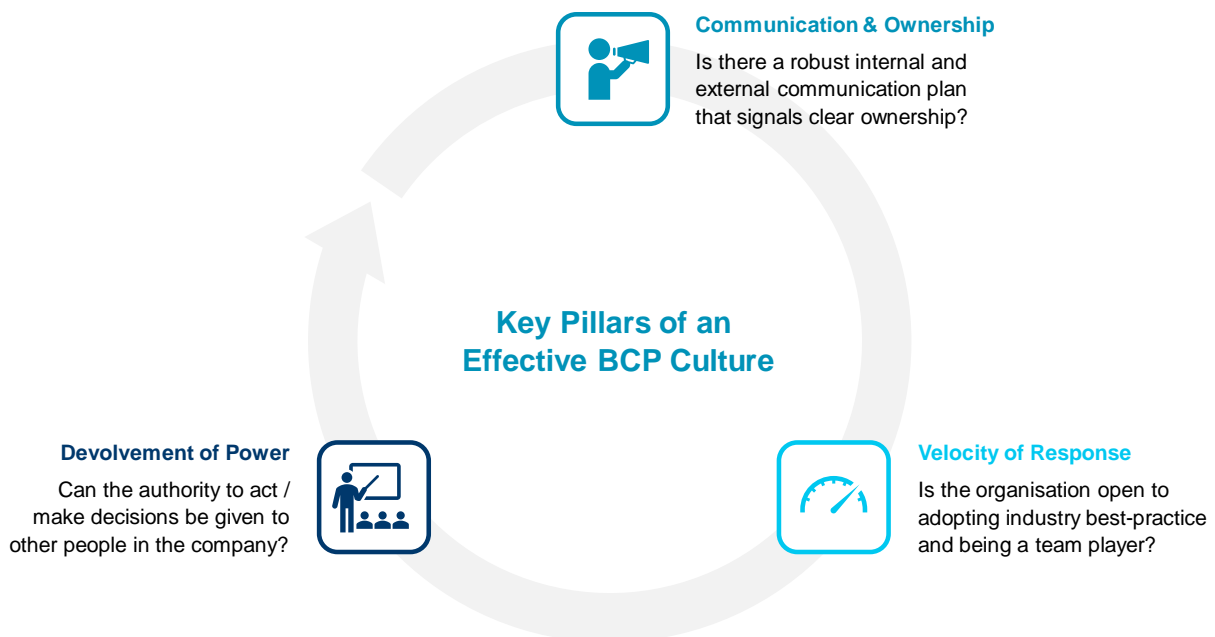 Communication & Ownership
Is there a robust internal and
external communication plan
that signals clear ownership?
Key Pillars of an
Effective BCP Culture
Devolvement of Power
Can the authority to act /
make decisions be given to
other people in the company?
Velocity of Response
Is the organisation open to
adopting industry best-practice
and being a team player?